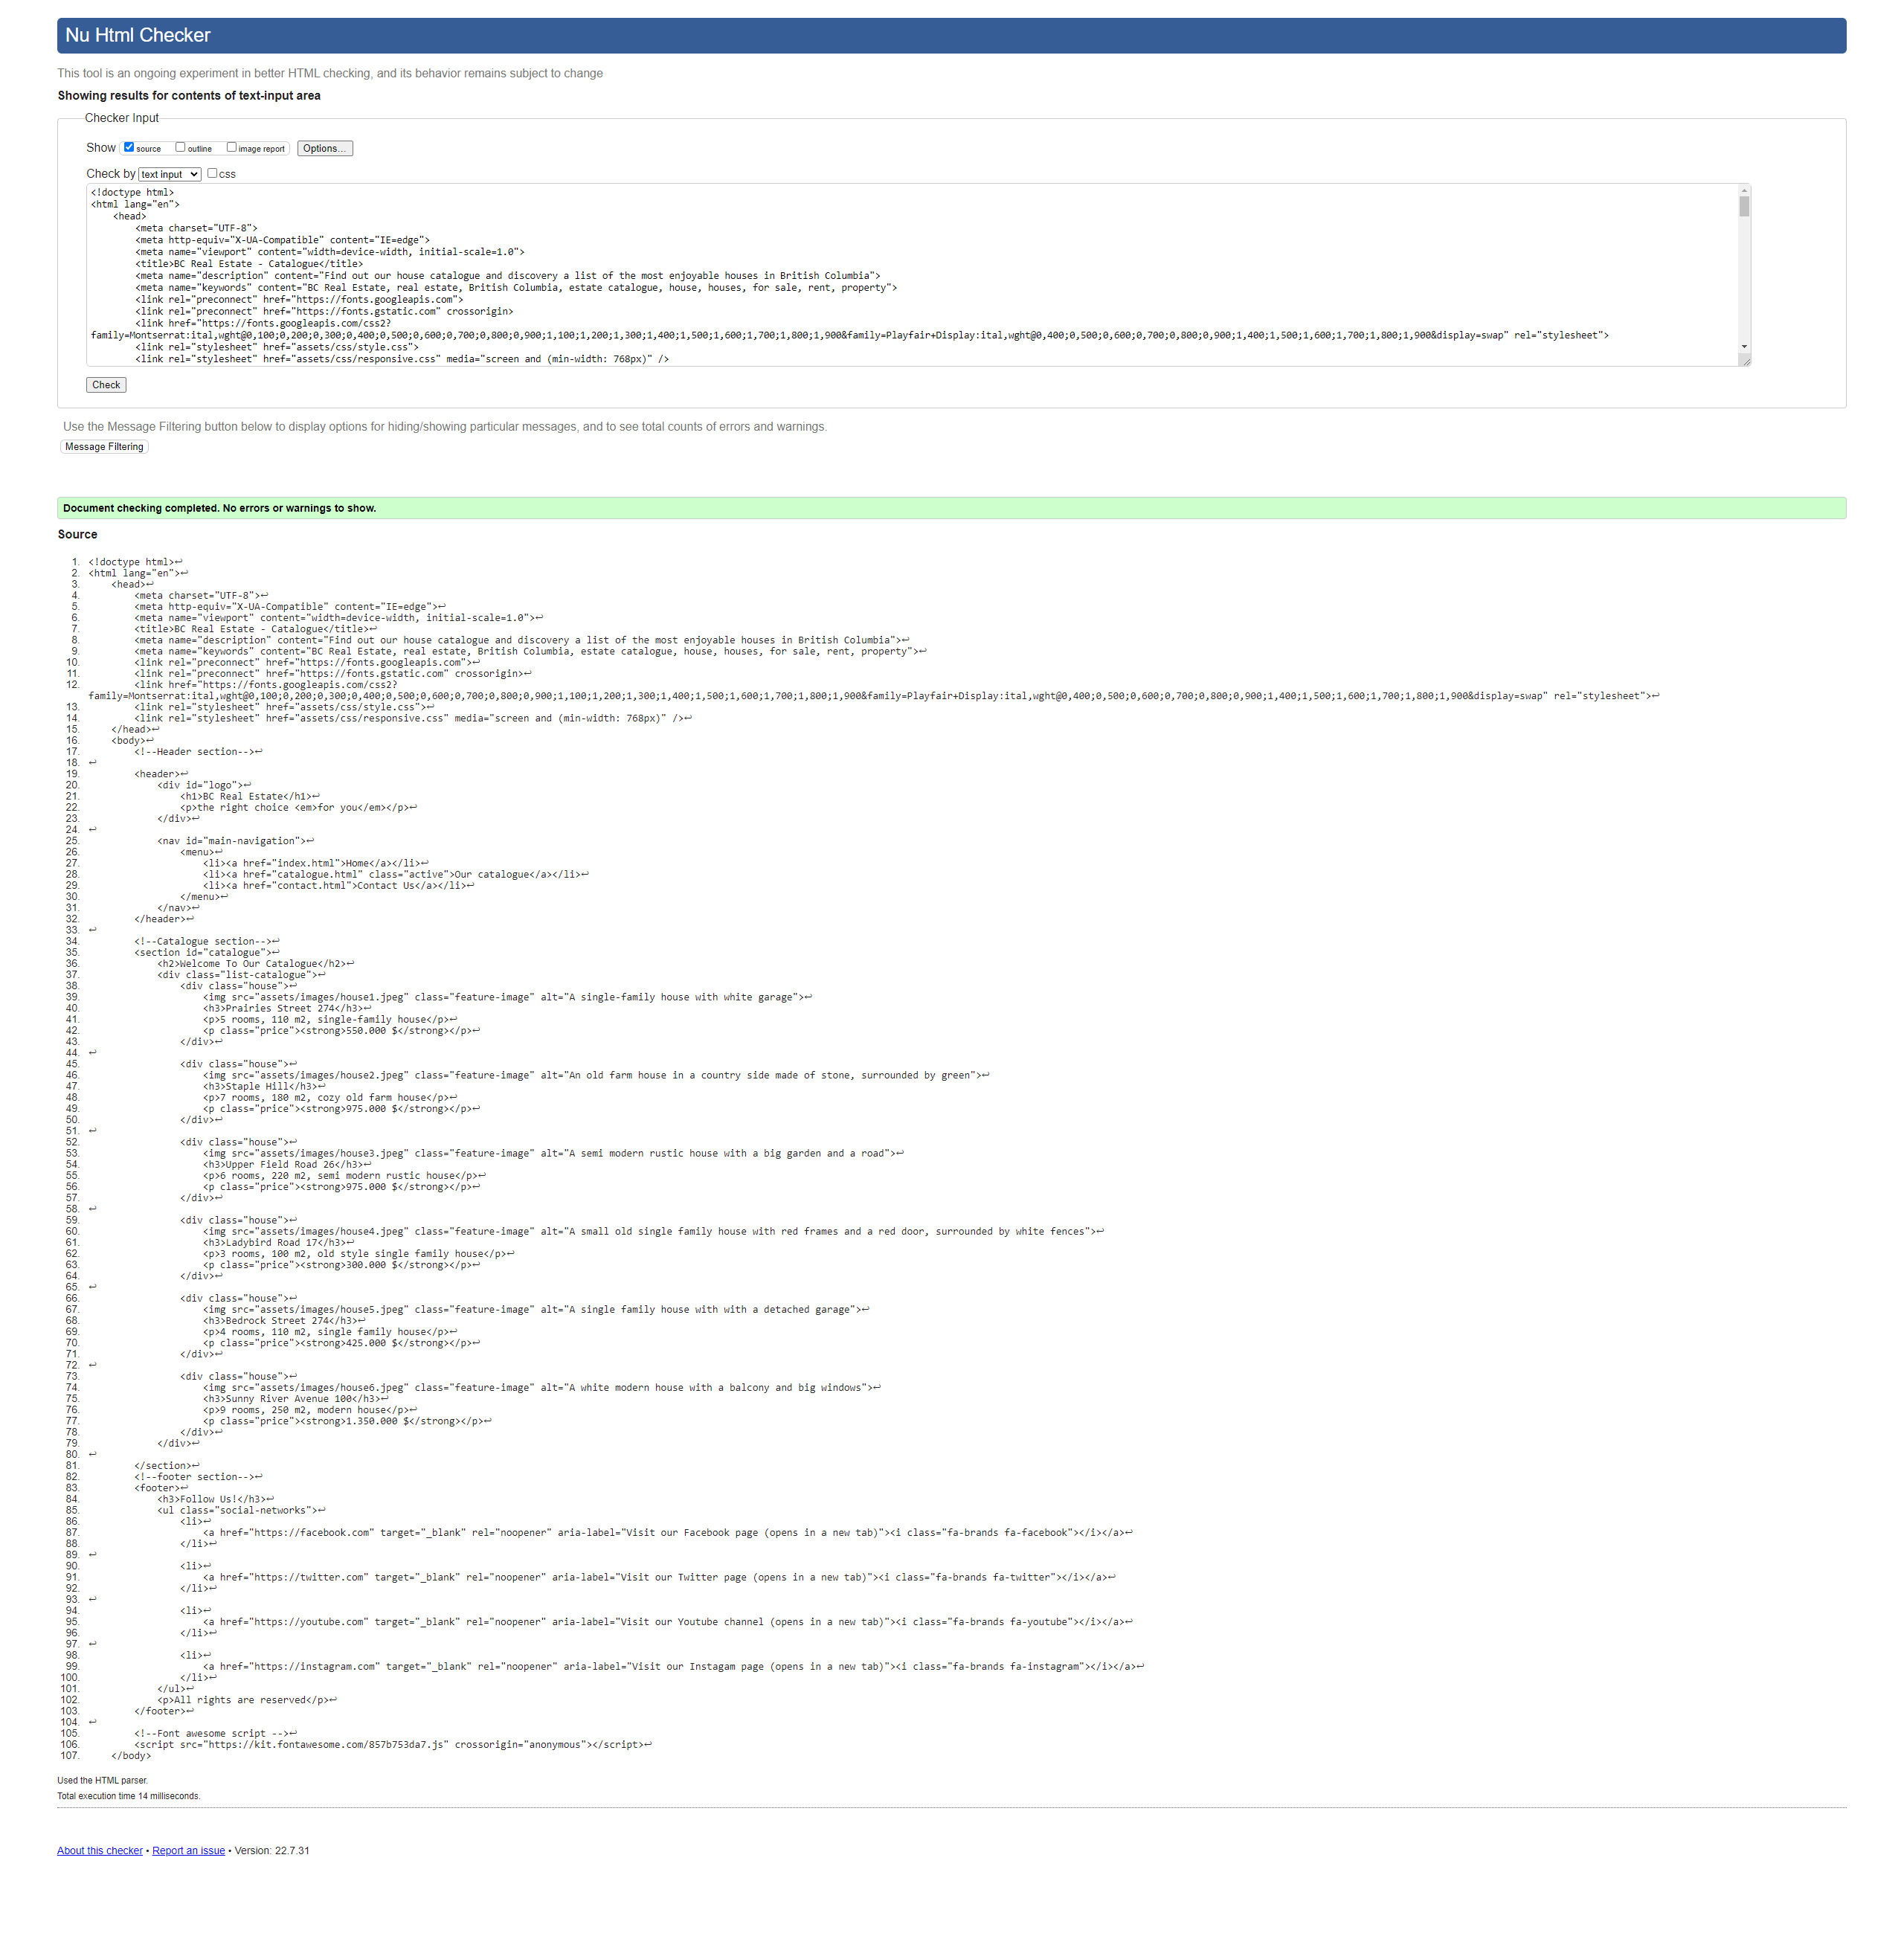 Nu Html Checker
This tool is an ongoing experiment in better HTML checking, and its behavior remains subject to change
Showing results for contents of text-input area
Checker Input
Show source outline image report Options...
Check by text input css
<!doctype html>
<html lang="en">
    <head>
        <meta charset="UTF-8">
        <meta http-equiv="X-UA-Compatible" content="IE=edge">
        <meta name="viewport" content="width=device-width, initial-scale=1.0">
        <title>BC Real Estate - Catalogue</title>
        <meta name="description" content="Find out our house catalogue and discovery a list of the most enjoyable houses in British Columbia">
        <meta name="keywords" content="BC Real Estate, real estate, British Columbia, estate catalogue, house, houses, for sale, rent, property">
        <link rel="preconnect" href="https://fonts.googleapis.com">
        <link rel="preconnect" href="https://fonts.gstatic.com" crossorigin>
        <link href="https://fonts.googleapis.com/css2?
family=Montserrat:ital,wght@0,100;0,200;0,300;0,400;0,500;0,600;0,700;0,800;0,900;1,100;1,200;1,300;1,400;1,500;1,600;1,700;1,800;1,900&family=Playfair+Display:ital,wght@0,400;0,500;0,600;0,700;0,800;0,900;1,400;1,500;1,600;1,700;1,800;1,900&display=swap" rel="stylesheet">
        <link rel="stylesheet" href="assets/css/style.css">
        <link rel="stylesheet" href="assets/css/responsive.css" media="screen and (min-width: 768px)" />
Check
Use the Message Filtering button below to display options for hiding/showing particular messages, and to see total counts of errors and warnings.
Message Filtering
Document checking completed. No errors or warnings to show.
Source
1. <!doctype html>↩
2. <html lang="en">↩
3.     <head>↩
4.         <meta charset="UTF-8">↩
5.         <meta http-equiv="X-UA-Compatible" content="IE=edge">↩
6.         <meta name="viewport" content="width=device-width, initial-scale=1.0">↩
7.         <title>BC Real Estate - Catalogue</title>↩
8.         <meta name="description" content="Find out our house catalogue and discovery a list of the most enjoyable houses in British Columbia">↩
9.         <meta name="keywords" content="BC Real Estate, real estate, British Columbia, estate catalogue, house, houses, for sale, rent, property">↩
10.         <link rel="preconnect" href="https://fonts.googleapis.com">↩
11.         <link rel="preconnect" href="https://fonts.gstatic.com" crossorigin>↩
12.         <link href="https://fonts.googleapis.com/css2?
family=Montserrat:ital,wght@0,100;0,200;0,300;0,400;0,500;0,600;0,700;0,800;0,900;1,100;1,200;1,300;1,400;1,500;1,600;1,700;1,800;1,900&family=Playfair+Display:ital,wght@0,400;0,500;0,600;0,700;0,800;0,900;1,400;1,500;1,600;1,700;1,800;1,900&display=swap" rel="stylesheet">↩
13.         <link rel="stylesheet" href="assets/css/style.css">↩
14.         <link rel="stylesheet" href="assets/css/responsive.css" media="screen and (min-width: 768px)" />↩
15.     </head>↩
16.     <body>↩
17.         <!--Header section-->↩
18. ↩
19.         <header>↩
20.             <div id="logo">↩
21.                 <h1>BC Real Estate</h1>↩
22.                 <p>the right choice <em>for you</em></p>↩
23.             </div>↩
24. ↩
25.             <nav id="main-navigation">↩
26.                 <menu>↩
27.                     <li><a href="index.html">Home</a></li>↩
28.                     <li><a href="catalogue.html" class="active">Our catalogue</a></li>↩
29.                     <li><a href="contact.html">Contact Us</a></li>↩
30.                 </menu>↩
31.             </nav>↩
32.         </header>↩
33. ↩
34.         <!--Catalogue section-->↩
35.         <section id="catalogue">↩
36.             <h2>Welcome To Our Catalogue</h2>↩
37.             <div class="list-catalogue">↩
38.                 <div class="house">↩
39.                     <img src="assets/images/house1.jpeg" class="feature-image" alt="A single-family house with white garage">↩
40.                     <h3>Prairies Street 274</h3>↩
41.                     <p>5 rooms, 110 m2, single-family house</p>↩
42.                     <p class="price"><strong>550.000 $</strong></p>↩
43.                 </div>↩
44. ↩
45.                 <div class="house">↩
46.                     <img src="assets/images/house2.jpeg" class="feature-image" alt="An old farm house in a country side made of stone, surrounded by green">↩
47.                     <h3>Staple Hill</h3>↩
48.                     <p>7 rooms, 180 m2, cozy old farm house</p>↩
49.                     <p class="price"><strong>975.000 $</strong></p>↩
50.                 </div>↩
51. ↩
52.                 <div class="house">↩
53.                     <img src="assets/images/house3.jpeg" class="feature-image" alt="A semi modern rustic house with a big garden and a road">↩
54.                     <h3>Upper Field Road 26</h3>↩
55.                     <p>6 rooms, 220 m2, semi modern rustic house</p>↩
56.                     <p class="price"><strong>975.000 $</strong></p>↩
57.                 </div>↩
58. ↩
59.                 <div class="house">↩
60.                     <img src="assets/images/house4.jpeg" class="feature-image" alt="A small old single family house with red frames and a red door, surrounded by white fences">↩
61.                     <h3>Ladybird Road 17</h3>↩
62.                     <p>3 rooms, 100 m2, old style single family house</p>↩
63.                     <p class="price"><strong>300.000 $</strong></p>↩
64.                 </div>↩
65. ↩
66.                 <div class="house">↩
67.                     <img src="assets/images/house5.jpeg" class="feature-image" alt="A single family house with with a detached garage">↩
68.                     <h3>Bedrock Street 274</h3>↩
69.                     <p>4 rooms, 110 m2, single family house</p>↩
70.                     <p class="price"><strong>425.000 $</strong></p>↩
71.                 </div>↩
72. ↩
73.                 <div class="house">↩
74.                     <img src="assets/images/house6.jpeg" class="feature-image" alt="A white modern house with a balcony and big windows">↩
75.                     <h3>Sunny River Avenue 100</h3>↩
76.                     <p>9 rooms, 250 m2, modern house</p>↩
77.                     <p class="price"><strong>1.350.000 $</strong></p>↩
78.                 </div>↩
79.             </div>↩
80. ↩
81.         </section>↩
82.         <!--footer section-->↩
83.         <footer>↩
84.             <h3>Follow Us!</h3>↩
85.             <ul class="social-networks">↩
86.                 <li>↩
87.                     <a href="https://facebook.com" target="_blank" rel="noopener" aria-label="Visit our Facebook page (opens in a new tab)"><i class="fa-brands fa-facebook"></i></a>↩
88.                 </li>↩
89. ↩
90.                 <li>↩
91.                     <a href="https://twitter.com" target="_blank" rel="noopener" aria-label="Visit our Twitter page (opens in a new tab)"><i class="fa-brands fa-twitter"></i></a>↩
92.                 </li>↩
93. ↩
94.                 <li>↩
95.                     <a href="https://youtube.com" target="_blank" rel="noopener" aria-label="Visit our Youtube channel (opens in a new tab)"><i class="fa-brands fa-youtube"></i></a>↩
96.                 </li>↩
97. ↩
98.                 <li>↩
99.                     <a href="https://instagram.com" target="_blank" rel="noopener" aria-label="Visit our Instagam page (opens in a new tab)"><i class="fa-brands fa-instagram"></i></a>↩
100.                 </li>↩
101.             </ul>↩
102.             <p>All rights are reserved</p>↩
103.         </footer>↩
104. ↩
105.         <!--Font awesome script -->↩
106.         <script src="https://kit.fontawesome.com/857b753da7.js" crossorigin="anonymous"></script>↩
107.     </body>
Used the HTML parser.
Total execution time 14 milliseconds.
About this checker • Report an issue • Version: 22.7.31